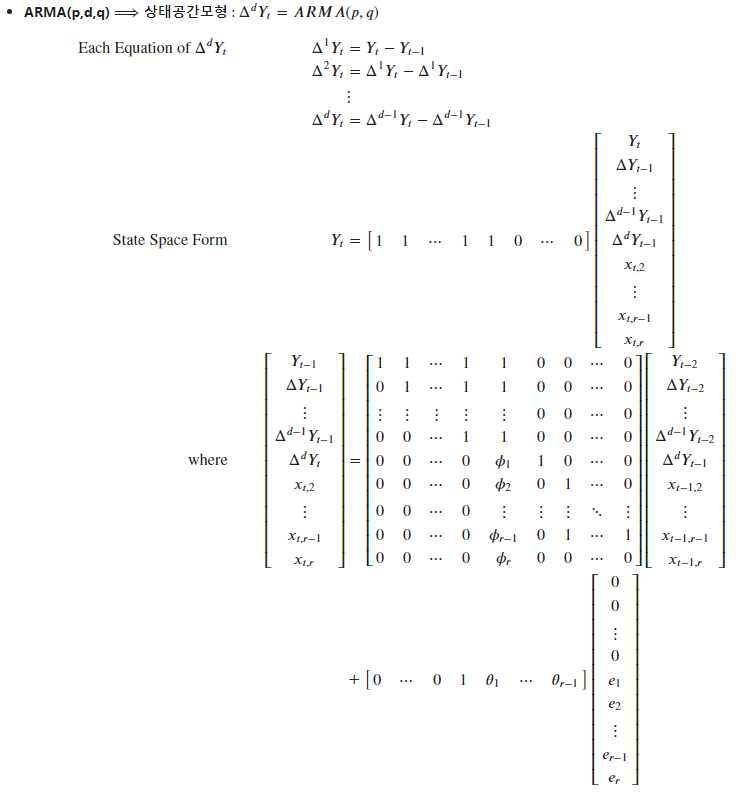 • ARMA(p,d,q) ⟹ 상태공간모형 : Δ^d Y_t = ARMA(p, q)
Each Equation of Δ^d Y_t Δ^1 Y_t = Y_t − Y_{t−1}
Δ^2 Y_t = Δ^1 Y_t − Δ^1 Y_{t−1}
⋮
Δ^d Y_t = Δ^{d−1} Y_t − Δ^{d−1} Y_{t−1}
State Space Form Y_t = [1 1 ⋯ 1 1 0 ⋯ 0]
Y_t
ΔY_{t−1}
⋮
Δ^{d−1} Y_{t−1}
Δ^d Y_{t−1}
x_{t,2}
⋮
x_{t,r−1}
x_{t,r}
where
Y_{t−1} 1 1 ⋯ 1 1 0 0 ⋯ 0 Y_{t−2}
ΔY_{t−1} 0 1 ⋯ 1 1 0 0 ⋯ 0 ΔY_{t−2}
⋮ ⋮ ⋮ ⋮ ⋮ ⋮ 0 0 ⋯ 0 ⋮
Δ^{d−1} Y_{t−1} 0 0 ⋯ 1 1 0 0 ⋯ 0 Δ^{d−1} Y_{t−2}
Δ^d Y_t = 0 0 ⋯ 0 ϕ_1 1 0 ⋯ 0 Δ^d Y_{t−1}
x_{t,2} 0 0 ⋯ 0 ϕ_2 0 1 ⋯ 0 x_{t−1,2}
⋮ 0 0 ⋯ 0 ⋮ ⋮ ⋮ ⋱ ⋮ ⋮
x_{t,r−1} 0 0 ⋯ 0 ϕ_{r−1} 0 1 ⋯ 1 x_{t−1,r−1}
x_{t,r} 0 0 ⋯ 0 ϕ_r 0 0 ⋯ 0 x_{t−1,r}
+ [0 ⋯ 0 1 θ_1 ⋯ θ_{r−1}]
0
0
⋮
0
e_1
e_2
⋮
e_{r−1}
e_r